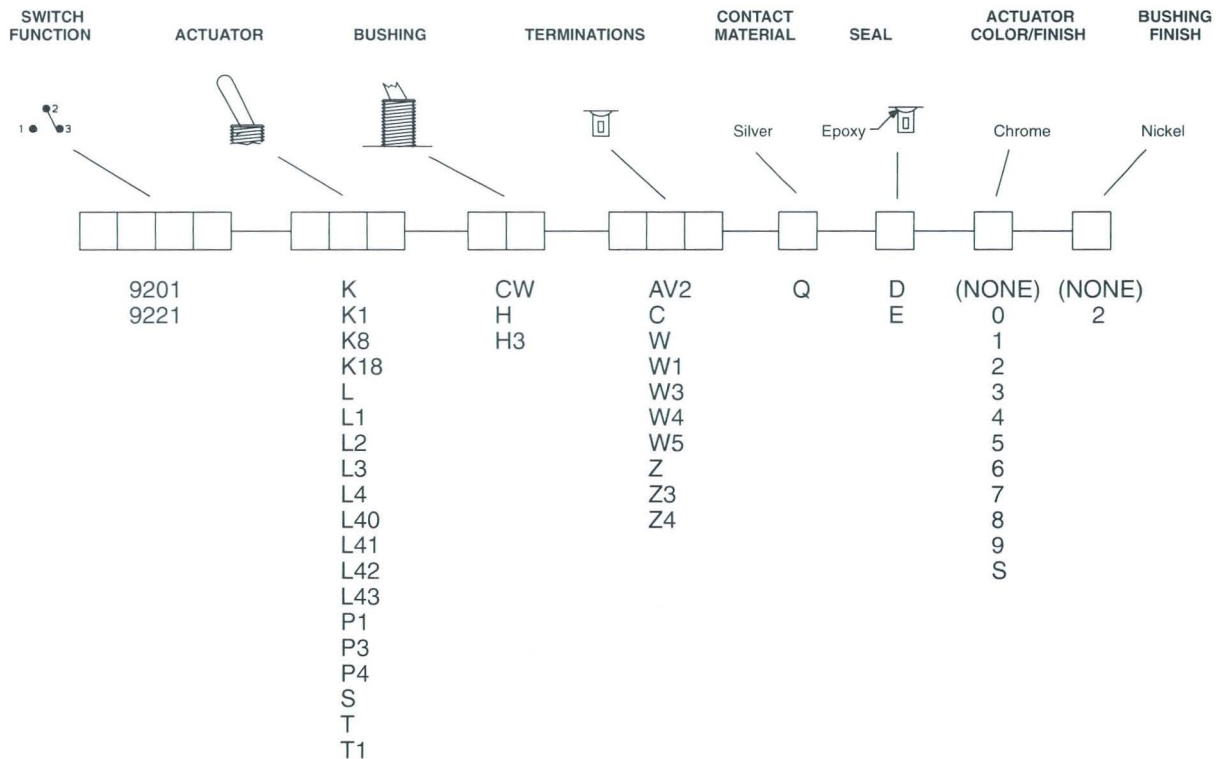 SWITCH FUNCTION ACTUATOR BUSHING TERMINATIONS CONTACT MATERIAL SEAL ACTUATOR COLOR/FINISH BUSHING FINISH
1 2 3 Silver Epoxy Chrome Nickel
9201 K CW AV2 Q D (NONE) (NONE)
9221 K1 H C E 0 2
K8 H3 W 1
K18 W1 2
L W3 3
L1 W4 4
L2 W5 5
L3 Z 6
L4 Z3 7
L40 Z4 8
L41 9
L42 S
L43
P1
P3
P4
S
T
T1